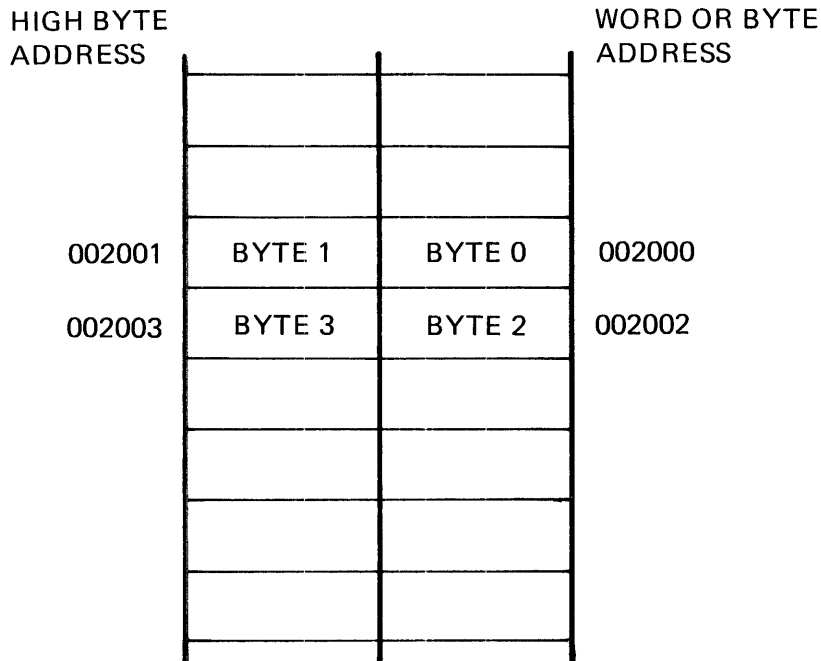 HIGH BYTE
ADDRESS
WORD OR BYTE
ADDRESS
002001 BYTE 1 BYTE 0 002000
002003 BYTE 3 BYTE 2 002002